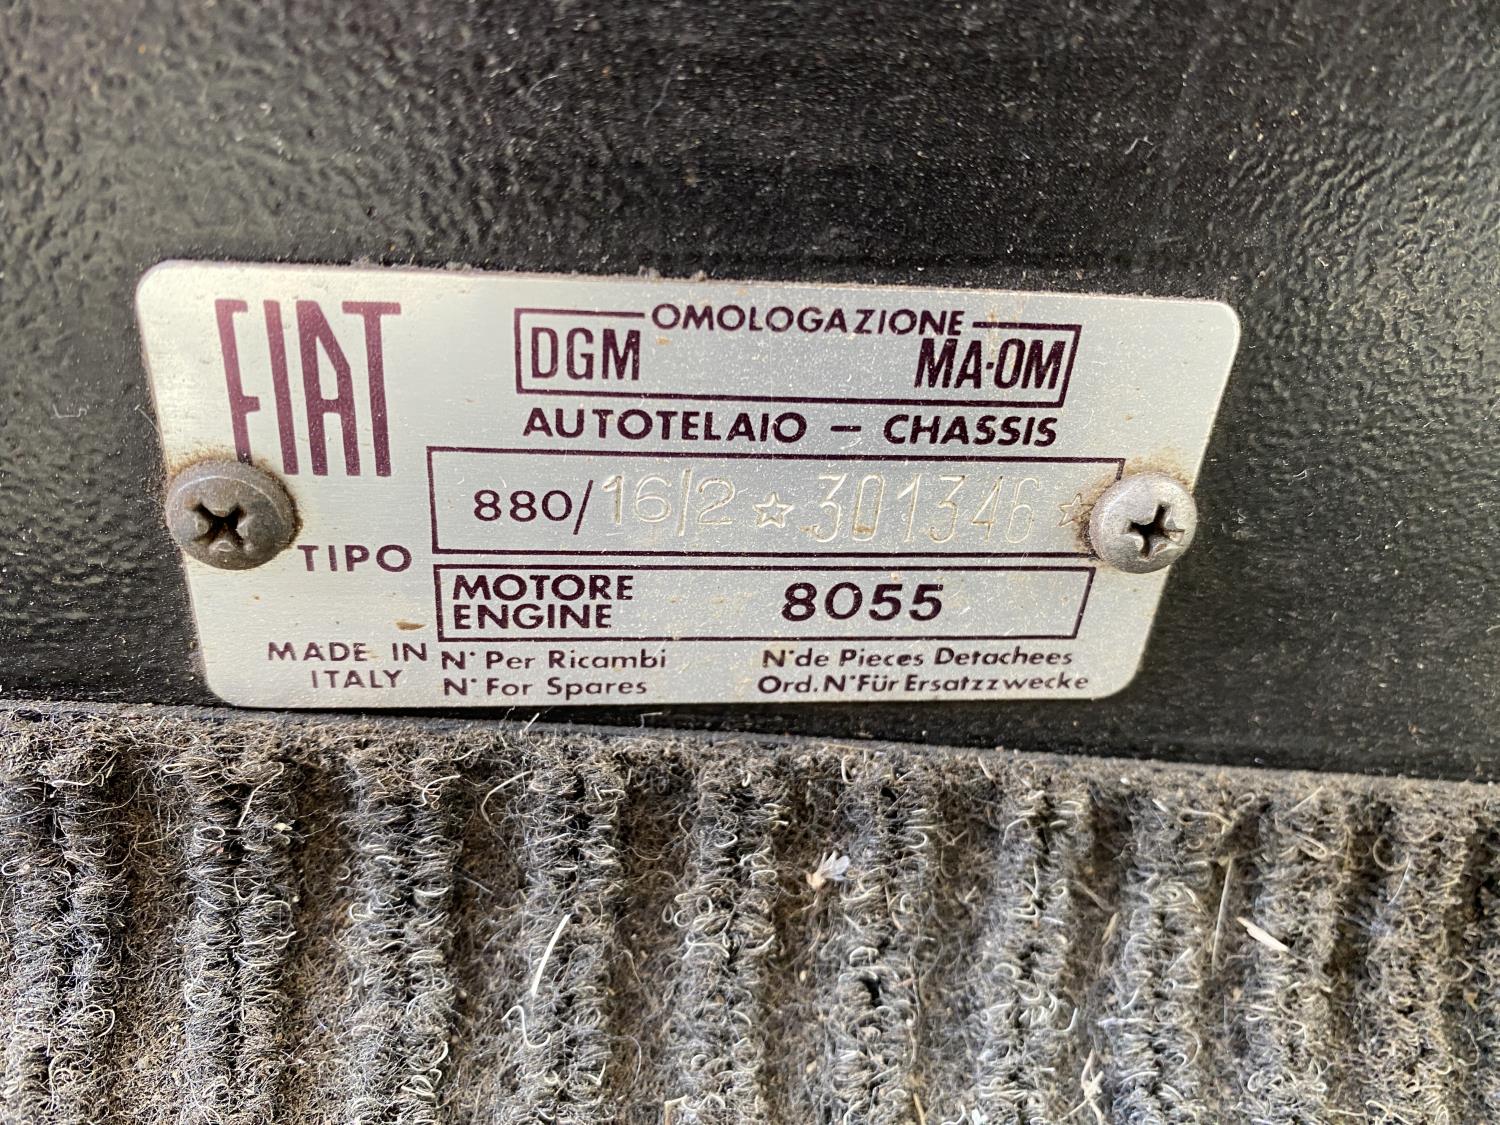 FIAT
OMOLOGAZIONE
DGM MA·OM
AUTOTELAIO – CHASSIS
880/16/2 ☆ 301346 ☆
TIPO
MOTORE 8055
ENGINE
MADE IN
ITALY
N· Per Ricambi N·de Pieces Detachees
N· For Spares Ord.N·Für Ersatzzwecke